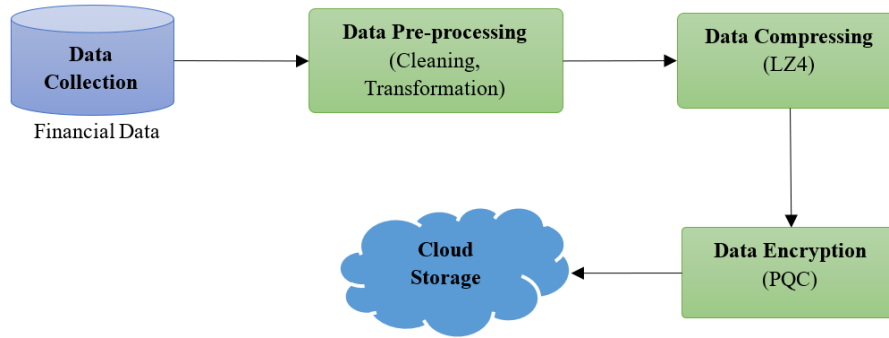 Data
Collection
Financial Data
Data Pre-processing
(Cleaning,
Transformation)
Data Compressing
(LZ4)
Data Encryption
(PQC)
Cloud
Storage